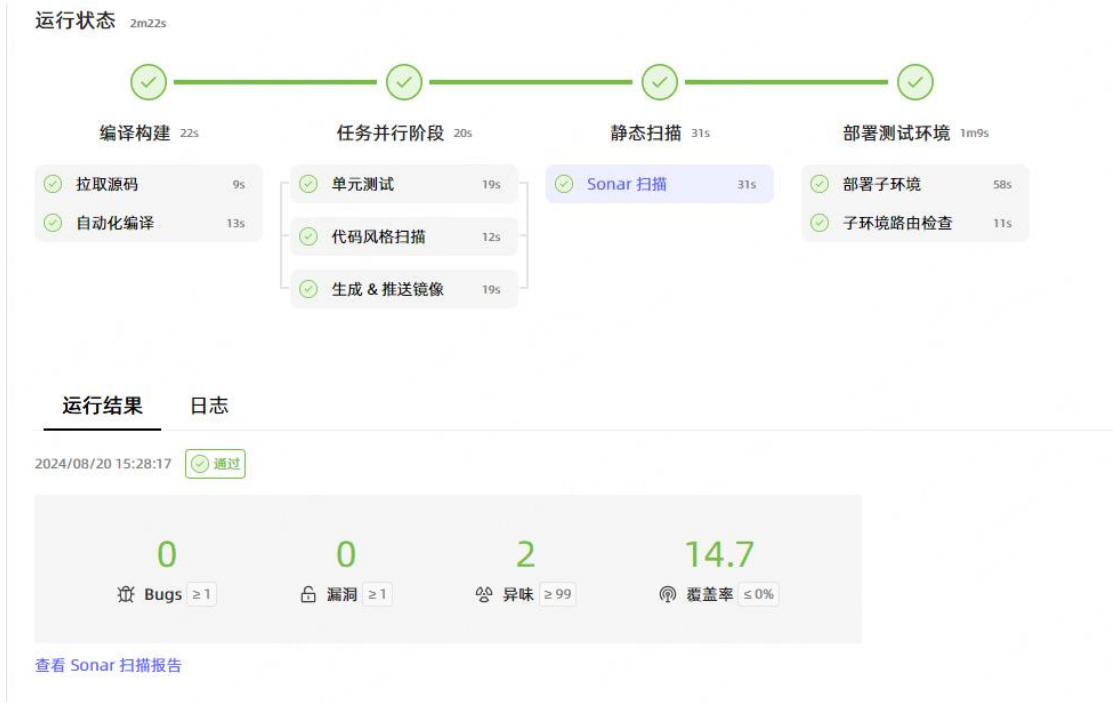 运行状态 2m22s
编译构建 22s
任务并行阶段 20s
静态扫描 31s
部署测试环境 1m9s
拉取源码 9s
自动化编译 13s
单元测试 19s
代码风格扫描 12s
生成 & 推送镜像 19s
Sonar 扫描 31s
部署子环境 58s
子环境路由检查 11s
运行结果 日志
2024/08/20 15:28:17 通过
0 0 2 14.7
Bugs ≥1 漏洞 ≥1 异味 ≥99 覆盖率 ≤0%
查看 Sonar 扫描报告